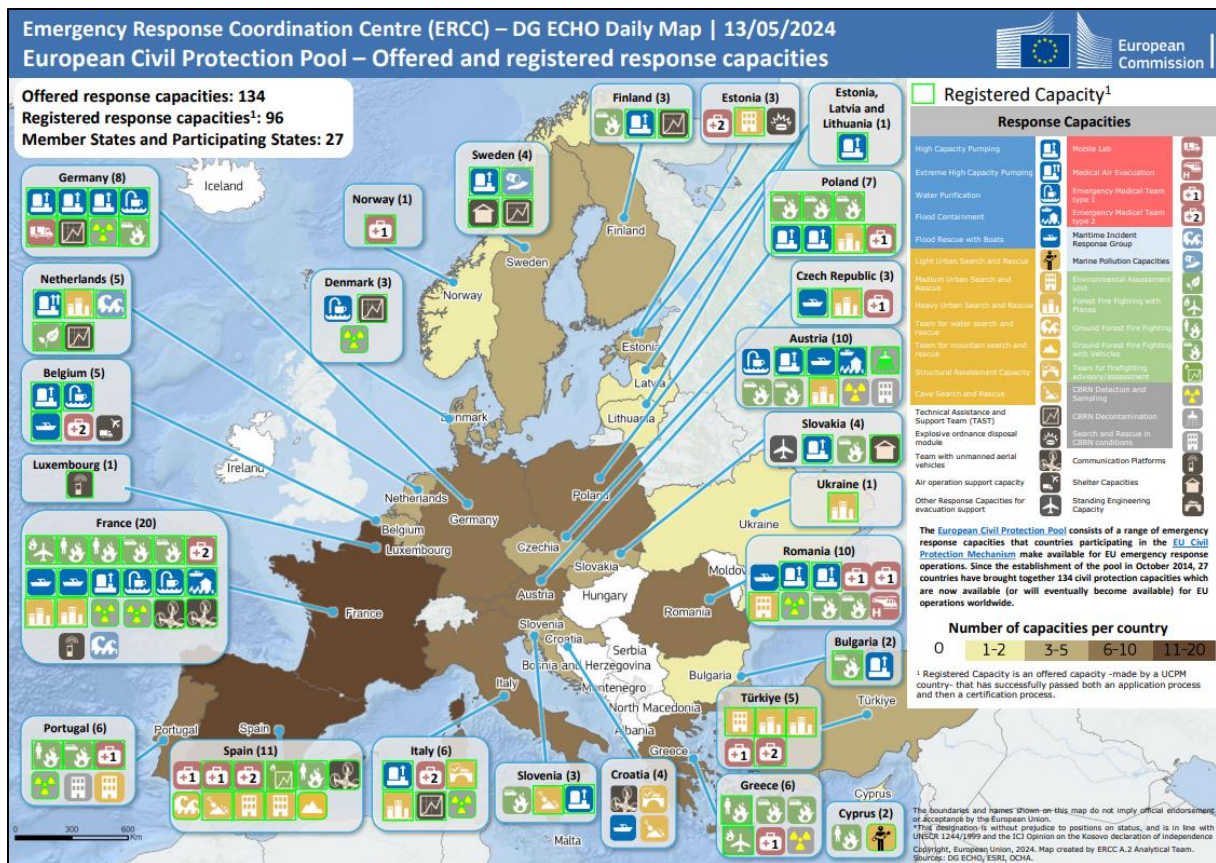 Emergency Response Coordination Centre (ERCC) – DG ECHO Daily Map | 13/05/2024
European Civil Protection Pool – Offered and registered response capacities
European
Commission
Offered response capacities: 134
Registered response capacities¹: 96
Member States and Participating States: 27
Germany (8)
Netherlands (5)
Belgium (5)
+2
Luxembourg (1)
France (20)
+2
Portugal (6)
+1
Spain (11)
+1
+1
+2
Italy (6)
+2
Slovenia (3)
Croatia (4)
Greece (6)
+1
Cyprus (2)
Türkiye (5)
+1
+2
Bulgaria (2)
Romania (10)
+1
+1
H
Ukraine (1)
Slovakia (4)
Austria (10)
Czech Republic (3)
+1
Poland (7)
+1
Estonia,
Latvia and
Lithuania (1)
Estonia (3)
+2
Finland (3)
Sweden (4)
Norway (1)
+1
Denmark (3)
Iceland
Finland
Sweden
Norway
Estonia
Latvia
Lithuania
Denmark
Ireland
Netherlands
Belgium
Luxembourg
Germany
Poland
Czechia
Slovakia
Ukraine
Austria
Hungary
Moldov
Romania
France
Slovenia
Croatia
Bosnia and Herzegovina
Serbia
Montenegro
North Macedonia
Albania
Bulgaria
Italy
Türkiye
Greece
Portugal
Spain
Malta
Cyprus
0 300 600
Km
Registered Capacity¹
Response Capacities
High Capacity Pumping
Extreme High Capacity Pumping
Water Purification
Flood Containment
Flood Rescue with Boats
Light Urban Search and Rescue
Medium Urban Search and
Rescue
Heavy Urban Search and Rescue
Team for water search and
rescue
Team for mountain search and
rescue
Structural Assessment Capacity
Cave Search and Rescue
Technical Assistance and
Support Team (TAST)
Explosive ordnance disposal
module
Team with unmanned aerial
vehicles
Air operation support capacity
Other Response Capacities for
evacuation support
Mobile Lab
Medical Air Evacuation
H
Emergency Medical Team
type 1
+1
Emergency Medical Team
type 2
+2
Maritime Incident
Response Group
Marine Pollution Capacities
Environmental Assessment
Unit
Forest Fire Fighting with
Planes
Ground Forest Fire Fighting
Ground Forest Fire Fighting
with Vehicles
Team for firefighting
advisory/assessment
CBRN Detection and
Sampling
CBRN Decontamination
Search and Rescue in
CBRN conditions
Communication Platforms
Shelter Capacities
Standing Engineering
Capacity
The European Civil Protection Pool consists of a range of emergency
response capacities that countries participating in the EU Civil
Protection Mechanism make available for EU emergency response
operations. Since the establishment of the pool in October 2014, 27
countries have brought together 134 civil protection capacities which
are now available (or will eventually become available) for EU
operations worldwide.
Number of capacities per country
0 1-2 3-5 6-10 11-20
¹ Registered Capacity is an offered capacity -made by a UCPM
country- that has successfully passed both an application process
and then a certification process.
The boundaries and names shown on this map do not imply official endorsement
or acceptance by the European Union.
*This designation is without prejudice to positions on status, and is in line with
UNSCR 1244/1999 and the ICJ Opinion on the Kosovo declaration of independence
Copyright, European Union, 2024. Map created by ERCC A.2 Analytical Team.
Sources: DG ECHO, ESRI, OCHA.